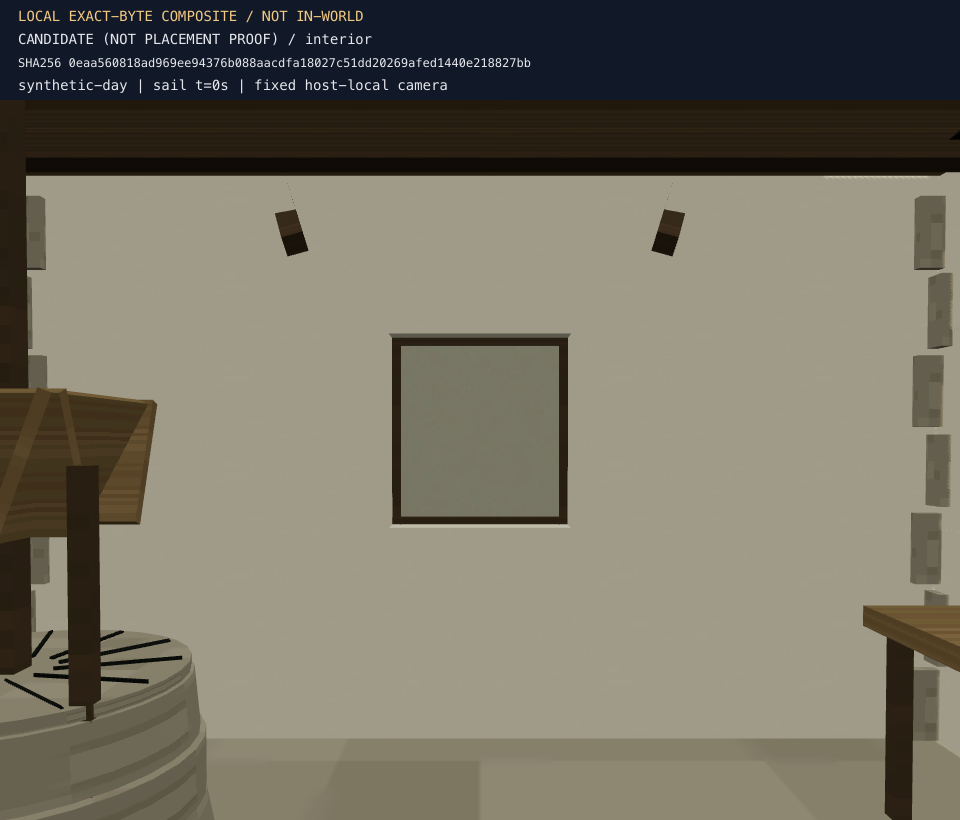 LOCAL EXACT–BYTE COMPOSITE / NOT IN–WORLD
CANDIDATE (NOT PLACEMENT PROOF) / interior
SHA256 0eaa560818ad969ee94376b088aacdfa18027c51dd20269afed1440e218827bb
synthetic–day | sail t=0s | fixed host–local camera